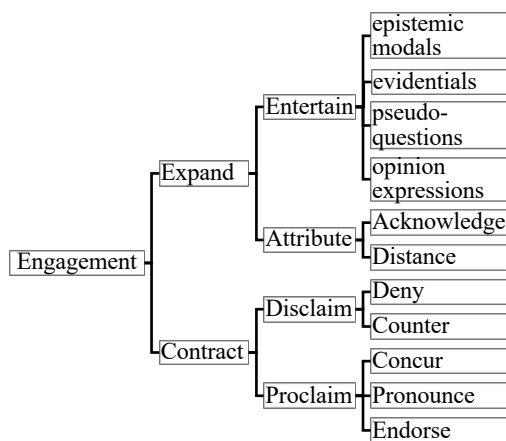 epistemic
modals
evidentials
Entertain
pseudo-
questions
Expand
opinion
expressions
Acknowledge
Attribute
Distance
Engagement
Deny
Disclaim
Counter
Contract
Concur
Proclaim
Pronounce
Endorse